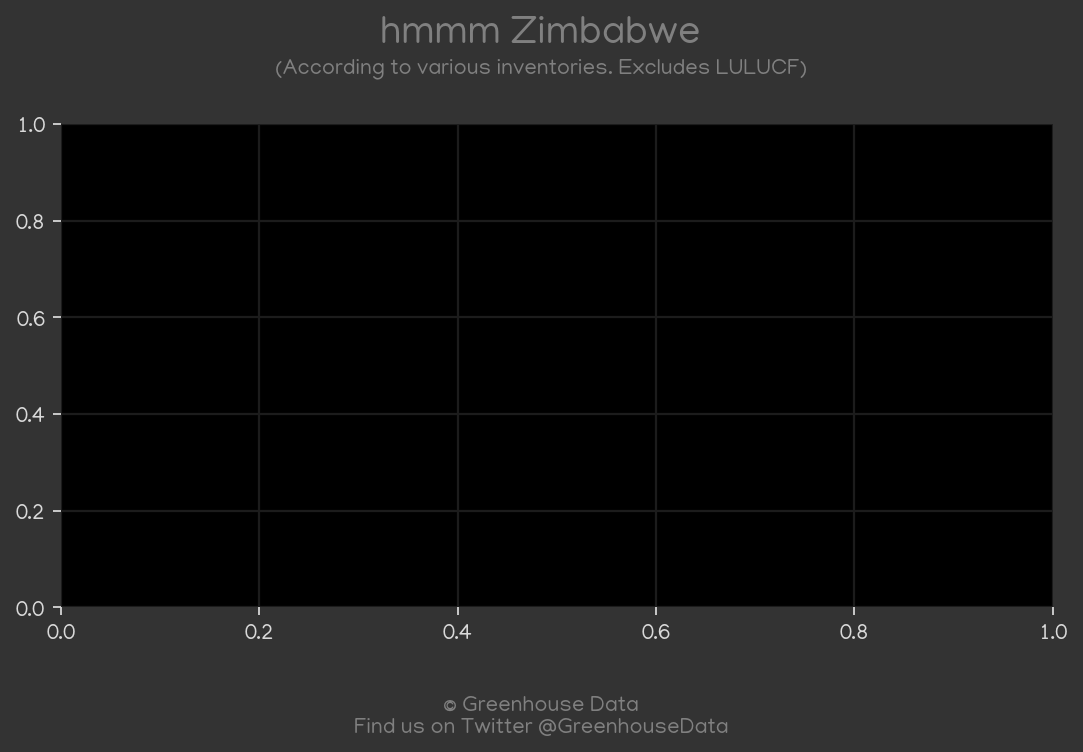 hmmm Zimbabwe
(According to various inventories. Excludes LULUCF)
1.0
0.8
0.6
0.4
0.2
0.0
0.0 0.2 0.4 0.6 0.8 1.0
© Greenhouse Data
Find us on Twitter @GreenhouseData